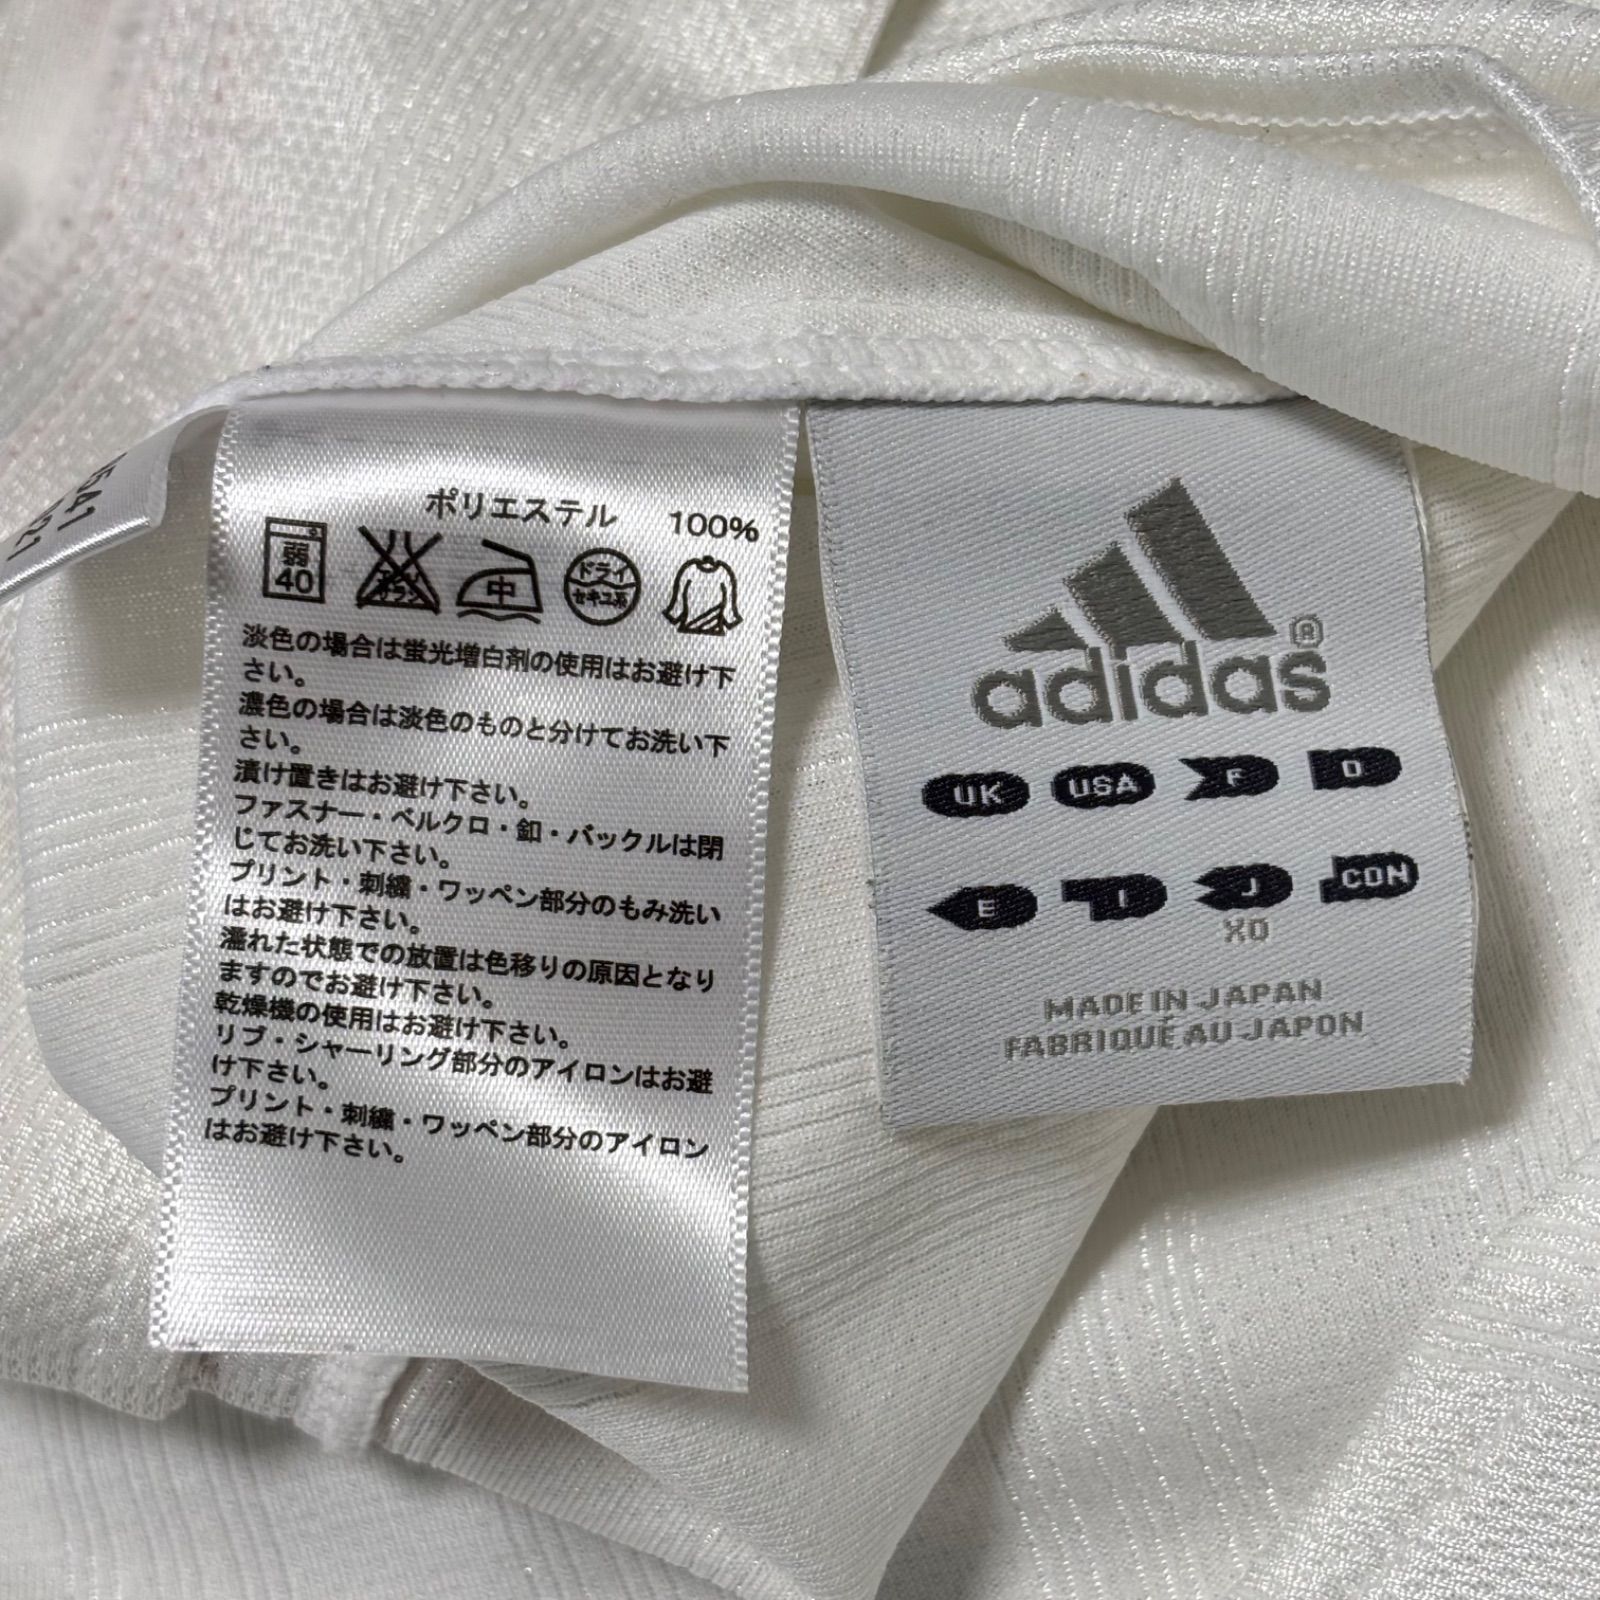 ポリエステル 100%
弱
40
エンソ
サラシ
中
ドライ
セキユ系
淡色の場合は蛍光増白剤の使用はお避け下
さい。
濃色の場合は淡色のものと分けてお洗い下
さい。
漬け置きはお避け下さい。
ファスナー・ベルクロ・釦・バックルは閉
じてお洗い下さい。
プリント・刺繍・ワッペン部分のもみ洗い
はお避け下さい。
濡れた状態での放置は色移りの原因となり
ますのでお避け下さい。
乾燥機の使用はお避け下さい。
リブ・シャーリング部分のアイロンはお避
け下さい。
プリント・刺繍・ワッペン部分のアイロン
はお避け下さい。
adidas®
UK USA F D
E I J CON
XO
MADE IN JAPAN
FABRIQUÉ AU JAPON